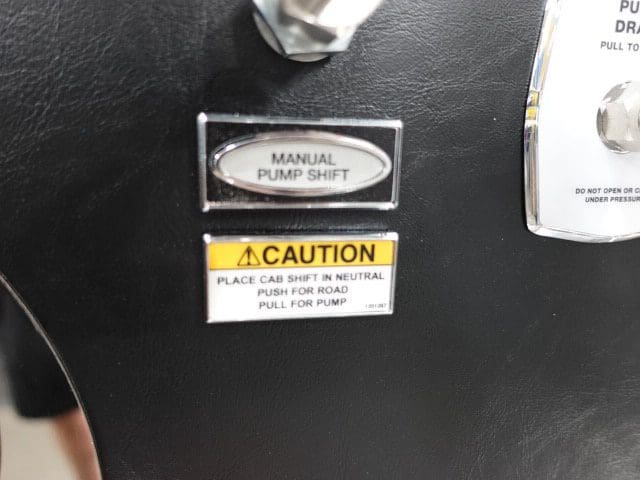 MANUAL
PUMP SHIFT
⚠CAUTION
PLACE CAB SHIFT IN NEUTRAL
PUSH FOR ROAD
PULL FOR PUMP
PU
DRA
PULL TO
DO NOT OPEN OR C
UNDER PRESSUR